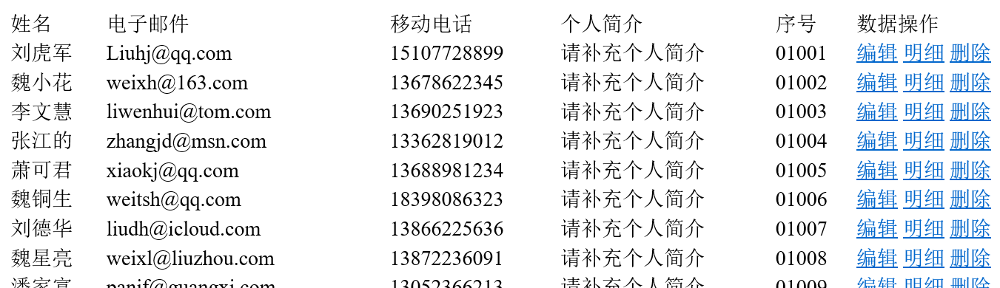 姓名 电子邮件 移动电话 个人简介 序号 数据操作
刘虎军 Liuhj@qq.com 15107728899 请补充个人简介 01001 编辑 明细 删除
魏小花 weixh@163.com 13678622345 请补充个人简介 01002 编辑 明细 删除
李文慧 liwenhui@tom.com 13690251923 请补充个人简介 01003 编辑 明细 删除
张江的 zhangjd@msn.com 13362819012 请补充个人简介 01004 编辑 明细 删除
萧可君 xiaokj@qq.com 13688981234 请补充个人简介 01005 编辑 明细 删除
魏铜生 weitsh@qq.com 18398086323 请补充个人简介 01006 编辑 明细 删除
刘德华 liudh@icloud.com 13866225636 请补充个人简介 01007 编辑 明细 删除
魏星亮 weixl@liuzhou.com 13872236091 请补充个人简介 01008 编辑 明细 删除
请补充个人简介 01009 编辑 明细 删除